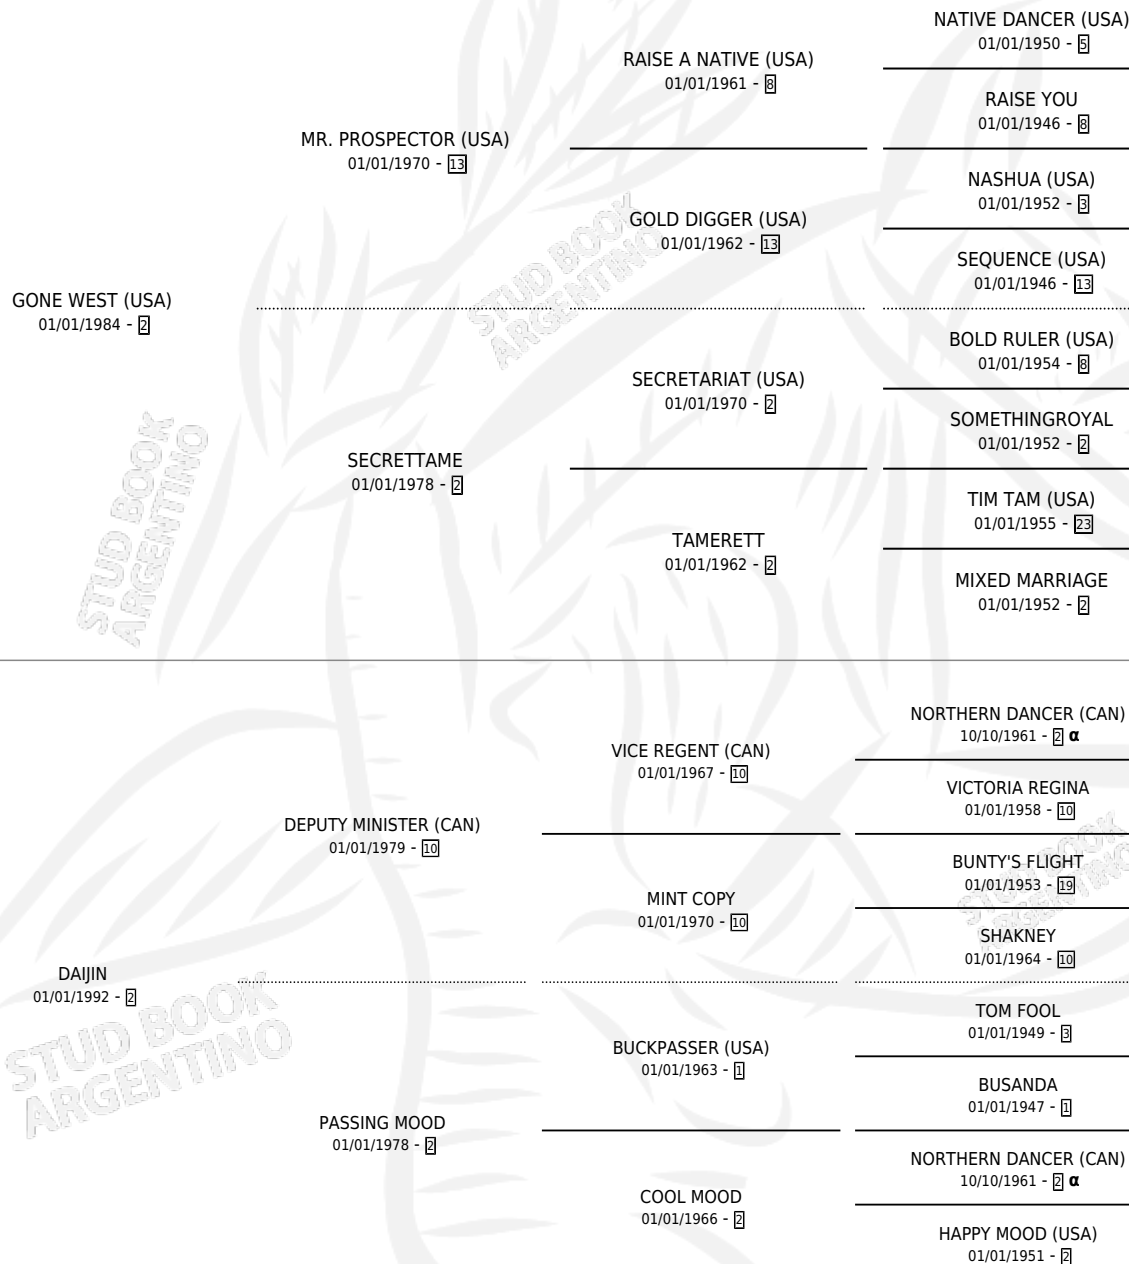 NATIVE DANCER (USA)
01/01/1950 - 5
RAISE A NATIVE (USA)
01/01/1961 - 8
RAISE YOU
01/01/1946 - 8
MR. PROSPECTOR (USA)
01/01/1970 - 13
NASHUA (USA)
01/01/1952 - 3
GOLD DIGGER (USA)
01/01/1962 - 13
SEQUENCE (USA)
01/01/1946 - 13
GONE WEST (USA)
01/01/1984 - 2
BOLD RULER (USA)
01/01/1954 - 8
SECRETARIAT (USA)
01/01/1970 - 2
SOMETHINGROYAL
01/01/1952 - 2
SECRETTAME
01/01/1978 - 2
TIM TAM (USA)
01/01/1955 - 23
TAMERETT
01/01/1962 - 2
MIXED MARRIAGE
01/01/1952 - 2
NORTHERN DANCER (CAN)
10/10/1961 - 2 α
VICE REGENT (CAN)
01/01/1967 - 10
VICTORIA REGINA
01/01/1958 - 10
DEPUTY MINISTER (CAN)
01/01/1979 - 10
BUNTY'S FLIGHT
01/01/1953 - 19
MINT COPY
01/01/1970 - 10
SHAKNEY
01/01/1964 - 10
DAIJIN
01/01/1992 - 2
TOM FOOL
01/01/1949 - 3
BUCKPASSER (USA)
01/01/1963 - 1
BUSANDA
01/01/1947 - 1
PASSING MOOD
01/01/1978 - 2
NORTHERN DANCER (CAN)
10/10/1961 - 2 α
COOL MOOD
01/01/1966 - 2
HAPPY MOOD (USA)
01/01/1951 - 2
STUD BOOK
ARGENTINO
STUD BOOK
ARGENTINO
STUD BOOK
ARGENTINO
STUD BOOK
ARGENTINO